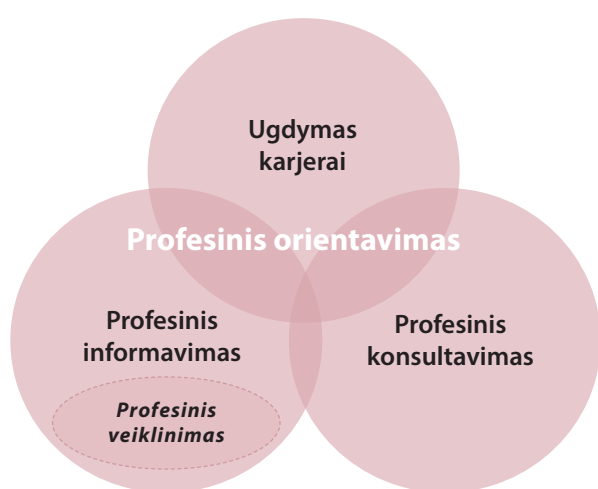 Ugdymas
karjerai
Profesinis orientavimas
Profesinis
informavimas
Profesinis
konsultavimas
Profesinis
veiklinimas